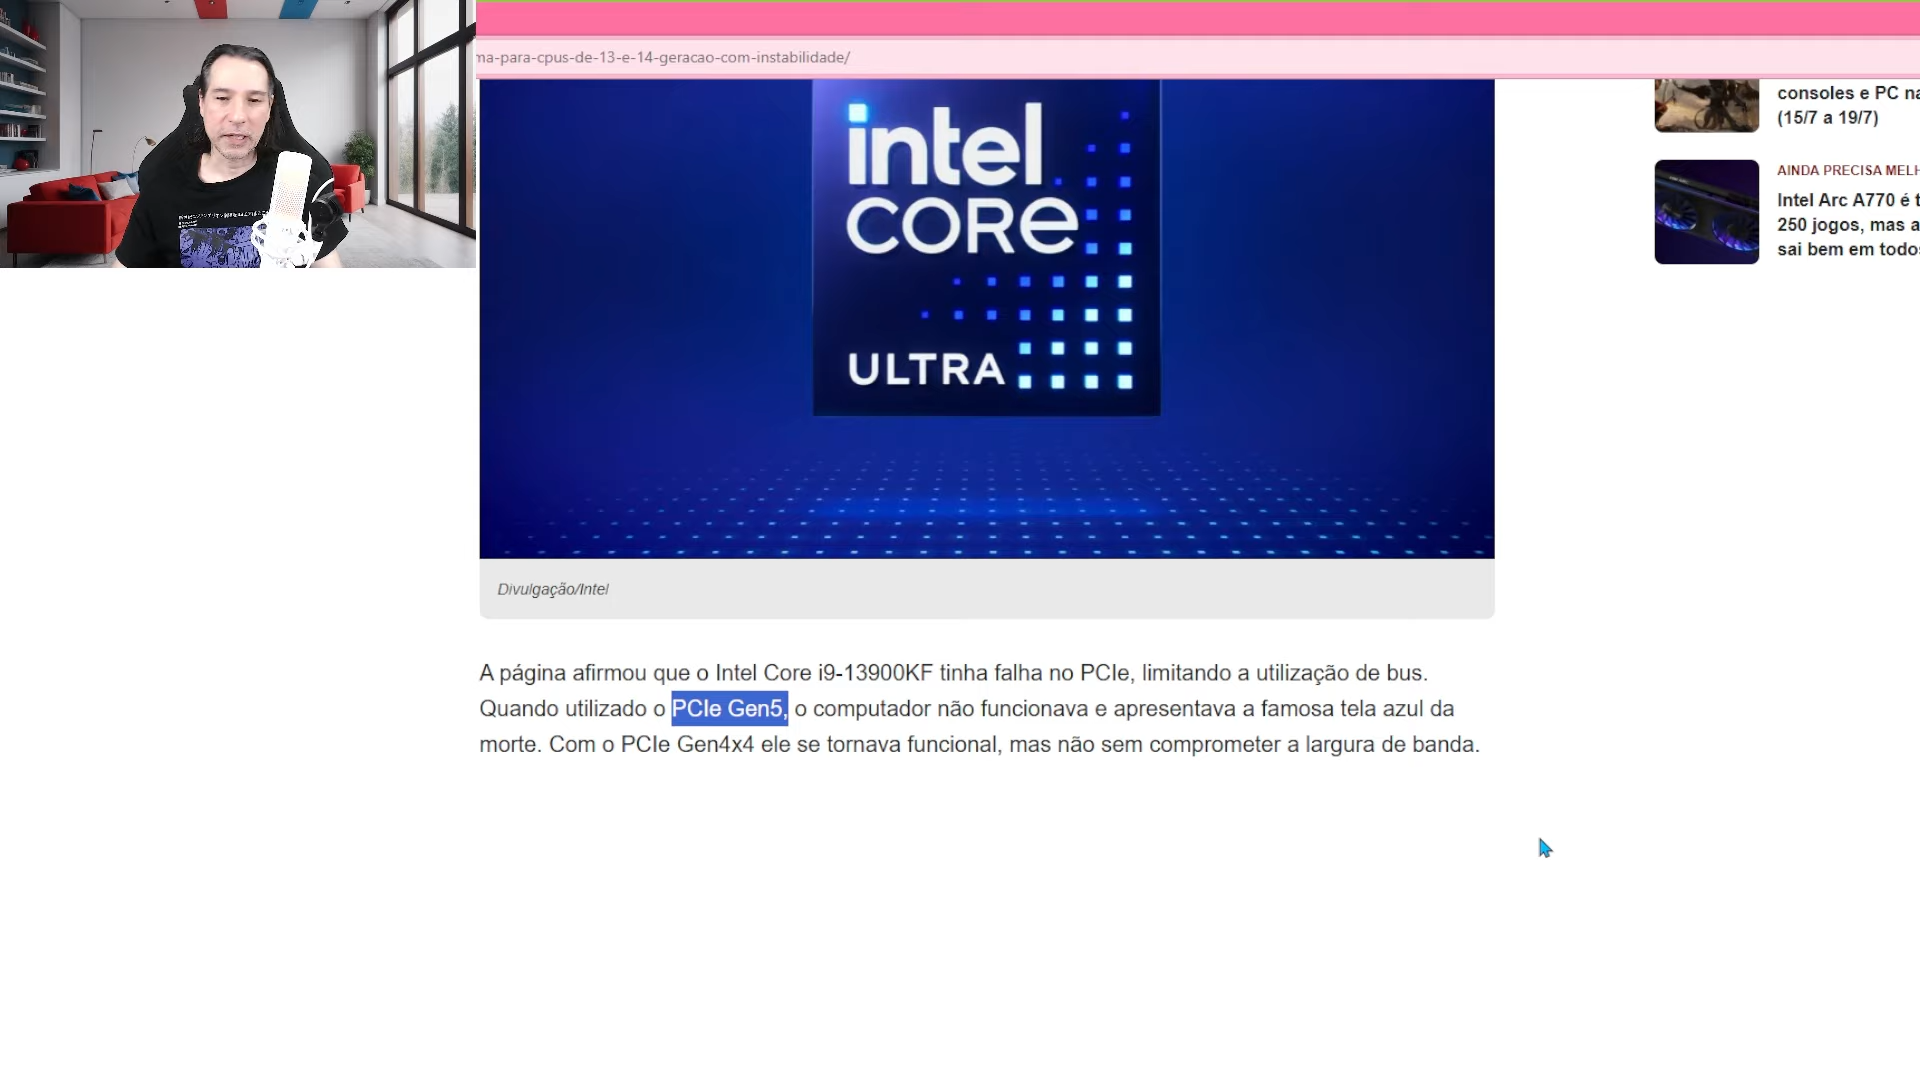 ma-para-cpus-de-13-e-14-geracao-com-instabilidade/
consoles e PC na
(15/7 a 19/7)
intel
CORE
ULTRA
AINDA PRECISA MELH
Intel Arc A770 é t
250 jogos, mas a
sai bem em todos
Divulgação/Intel
A página afirmou que o Intel Core i9-13900KF tinha falha no PCIe, limitando a utilização de bus.
Quando utilizado o PCIe Gen5, o computador não funcionava e apresentava a famosa tela azul da
morte. Com o PCIe Gen4x4 ele se tornava funcional, mas não sem comprometer a largura de banda.